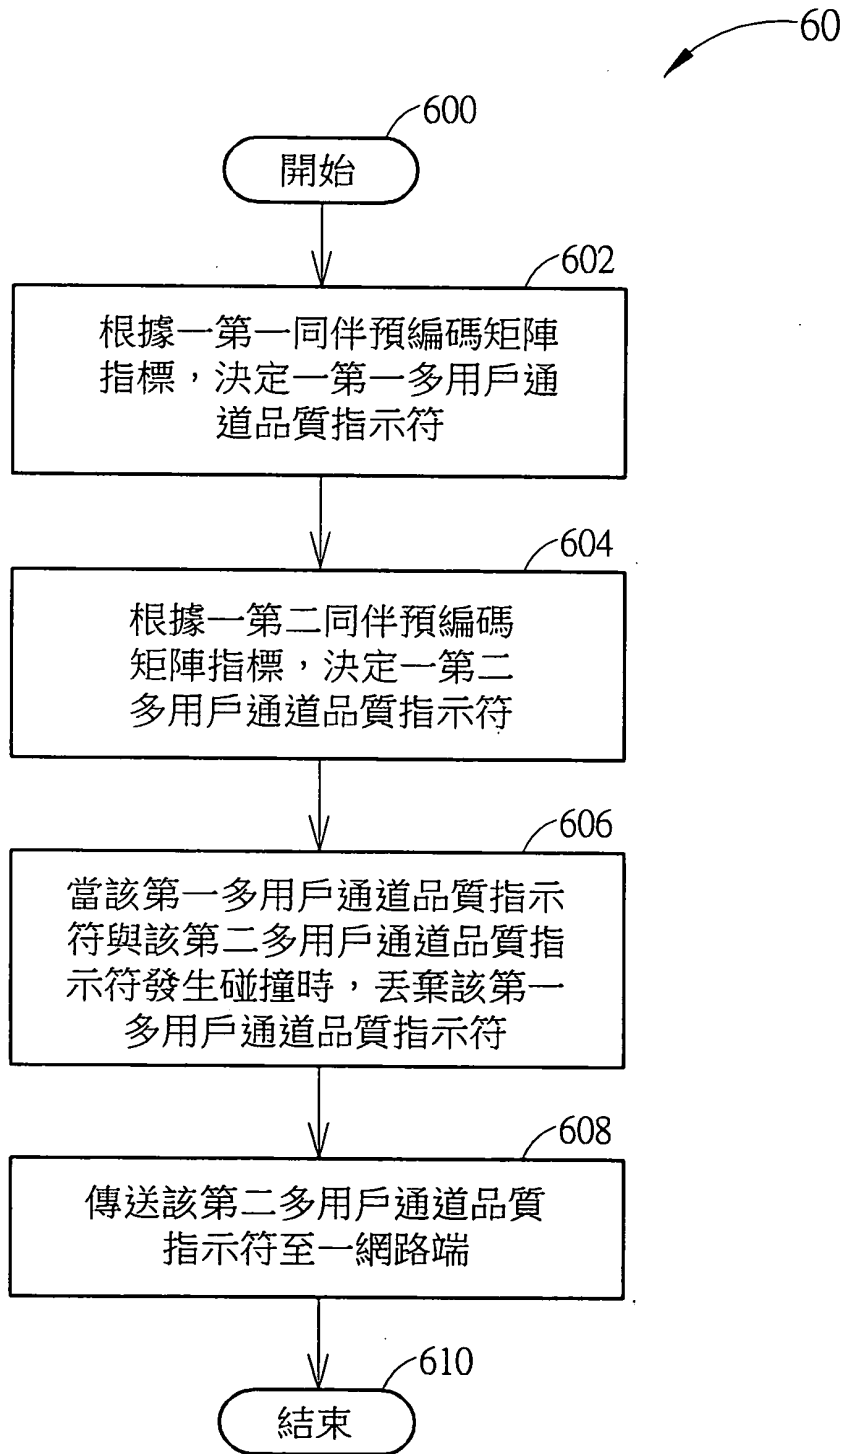 60
600
開始
602
根據一第一同伴預編碼矩陣
指標，決定一第一多用戶通
道品質指示符
604
根據一第二同伴預編碼
矩陣指標，決定一第二
多用戶通道品質指示符
606
當該第一多用戶通道品質指示
符與該第二多用戶通道品質指
示符發生碰撞時，丟棄該第一
多用戶通道品質指示符
608
傳送該第二多用戶通道品質
指示符至一網路端
610
結束